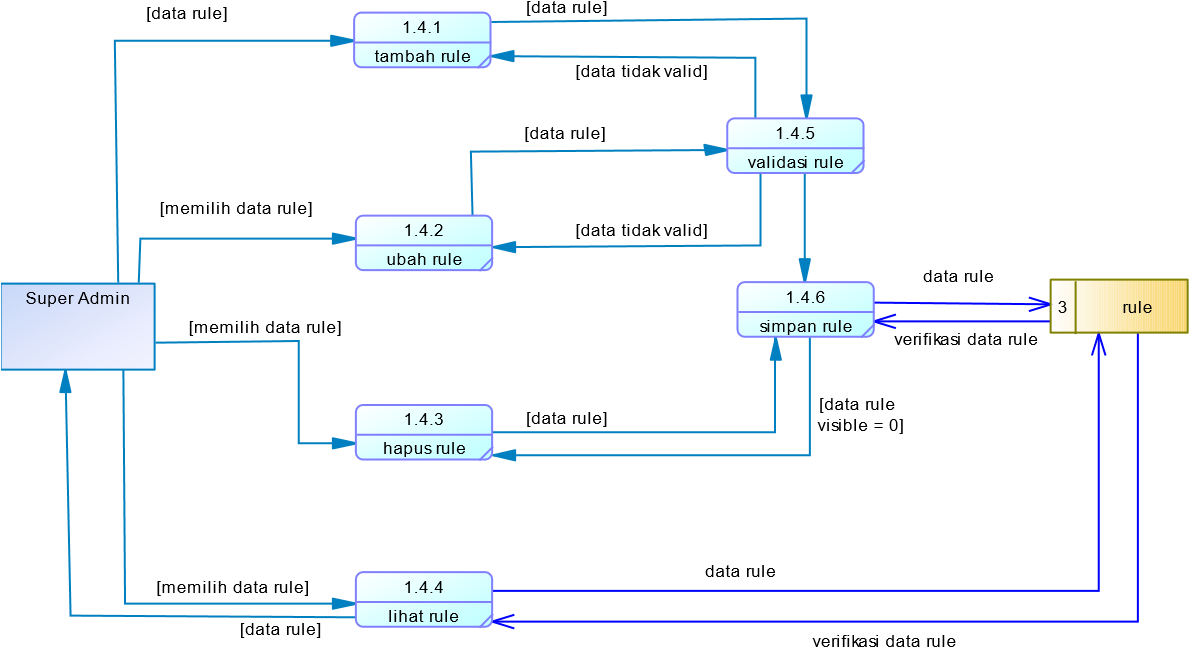 [data rule]
[data rule]
1.4.1
tambah rule
[data tidak valid]
[data rule]
1.4.5
validasi rule
[memilih data rule]
1.4.2
ubah rule
[data tidak valid]
Super Admin
1.4.6
simpan rule
data rule
3
rule
verifikasi data rule
[memilih data rule]
1.4.3
hapus rule
[data rule]
[data rule
visible = 0]
[memilih data rule]
1.4.4
lihat rule
data rule
[data rule]
verifikasi data rule